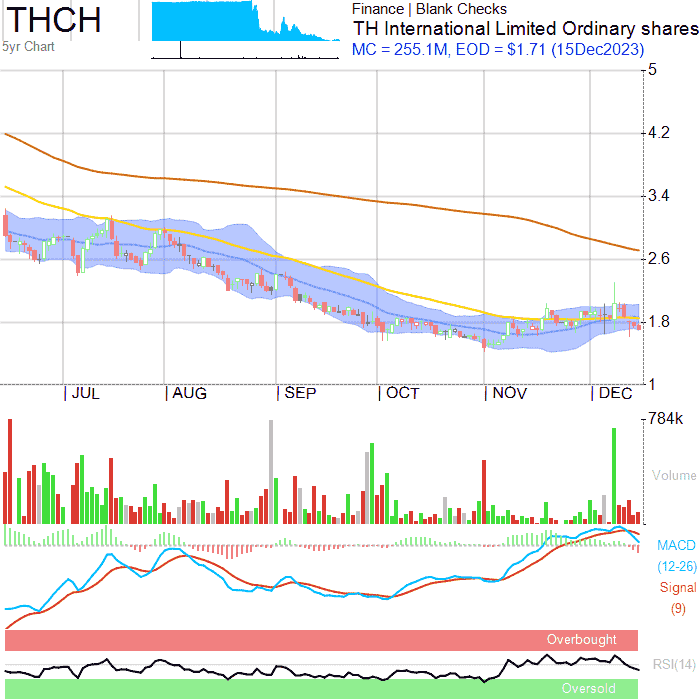 THCH
5yr Chart
Finance | Blank Checks
TH International Limited Ordinary shares
MC = 255.1M, EOD = $1.71 (15Dec2023)
5
4.2
3.4
2.6
1.8
1
JUL AUG SEP OCT NOV DEC
784k
Volume
MACD
(12-26)
Signal
(9)
Overbought
RSI(14)
Oversold